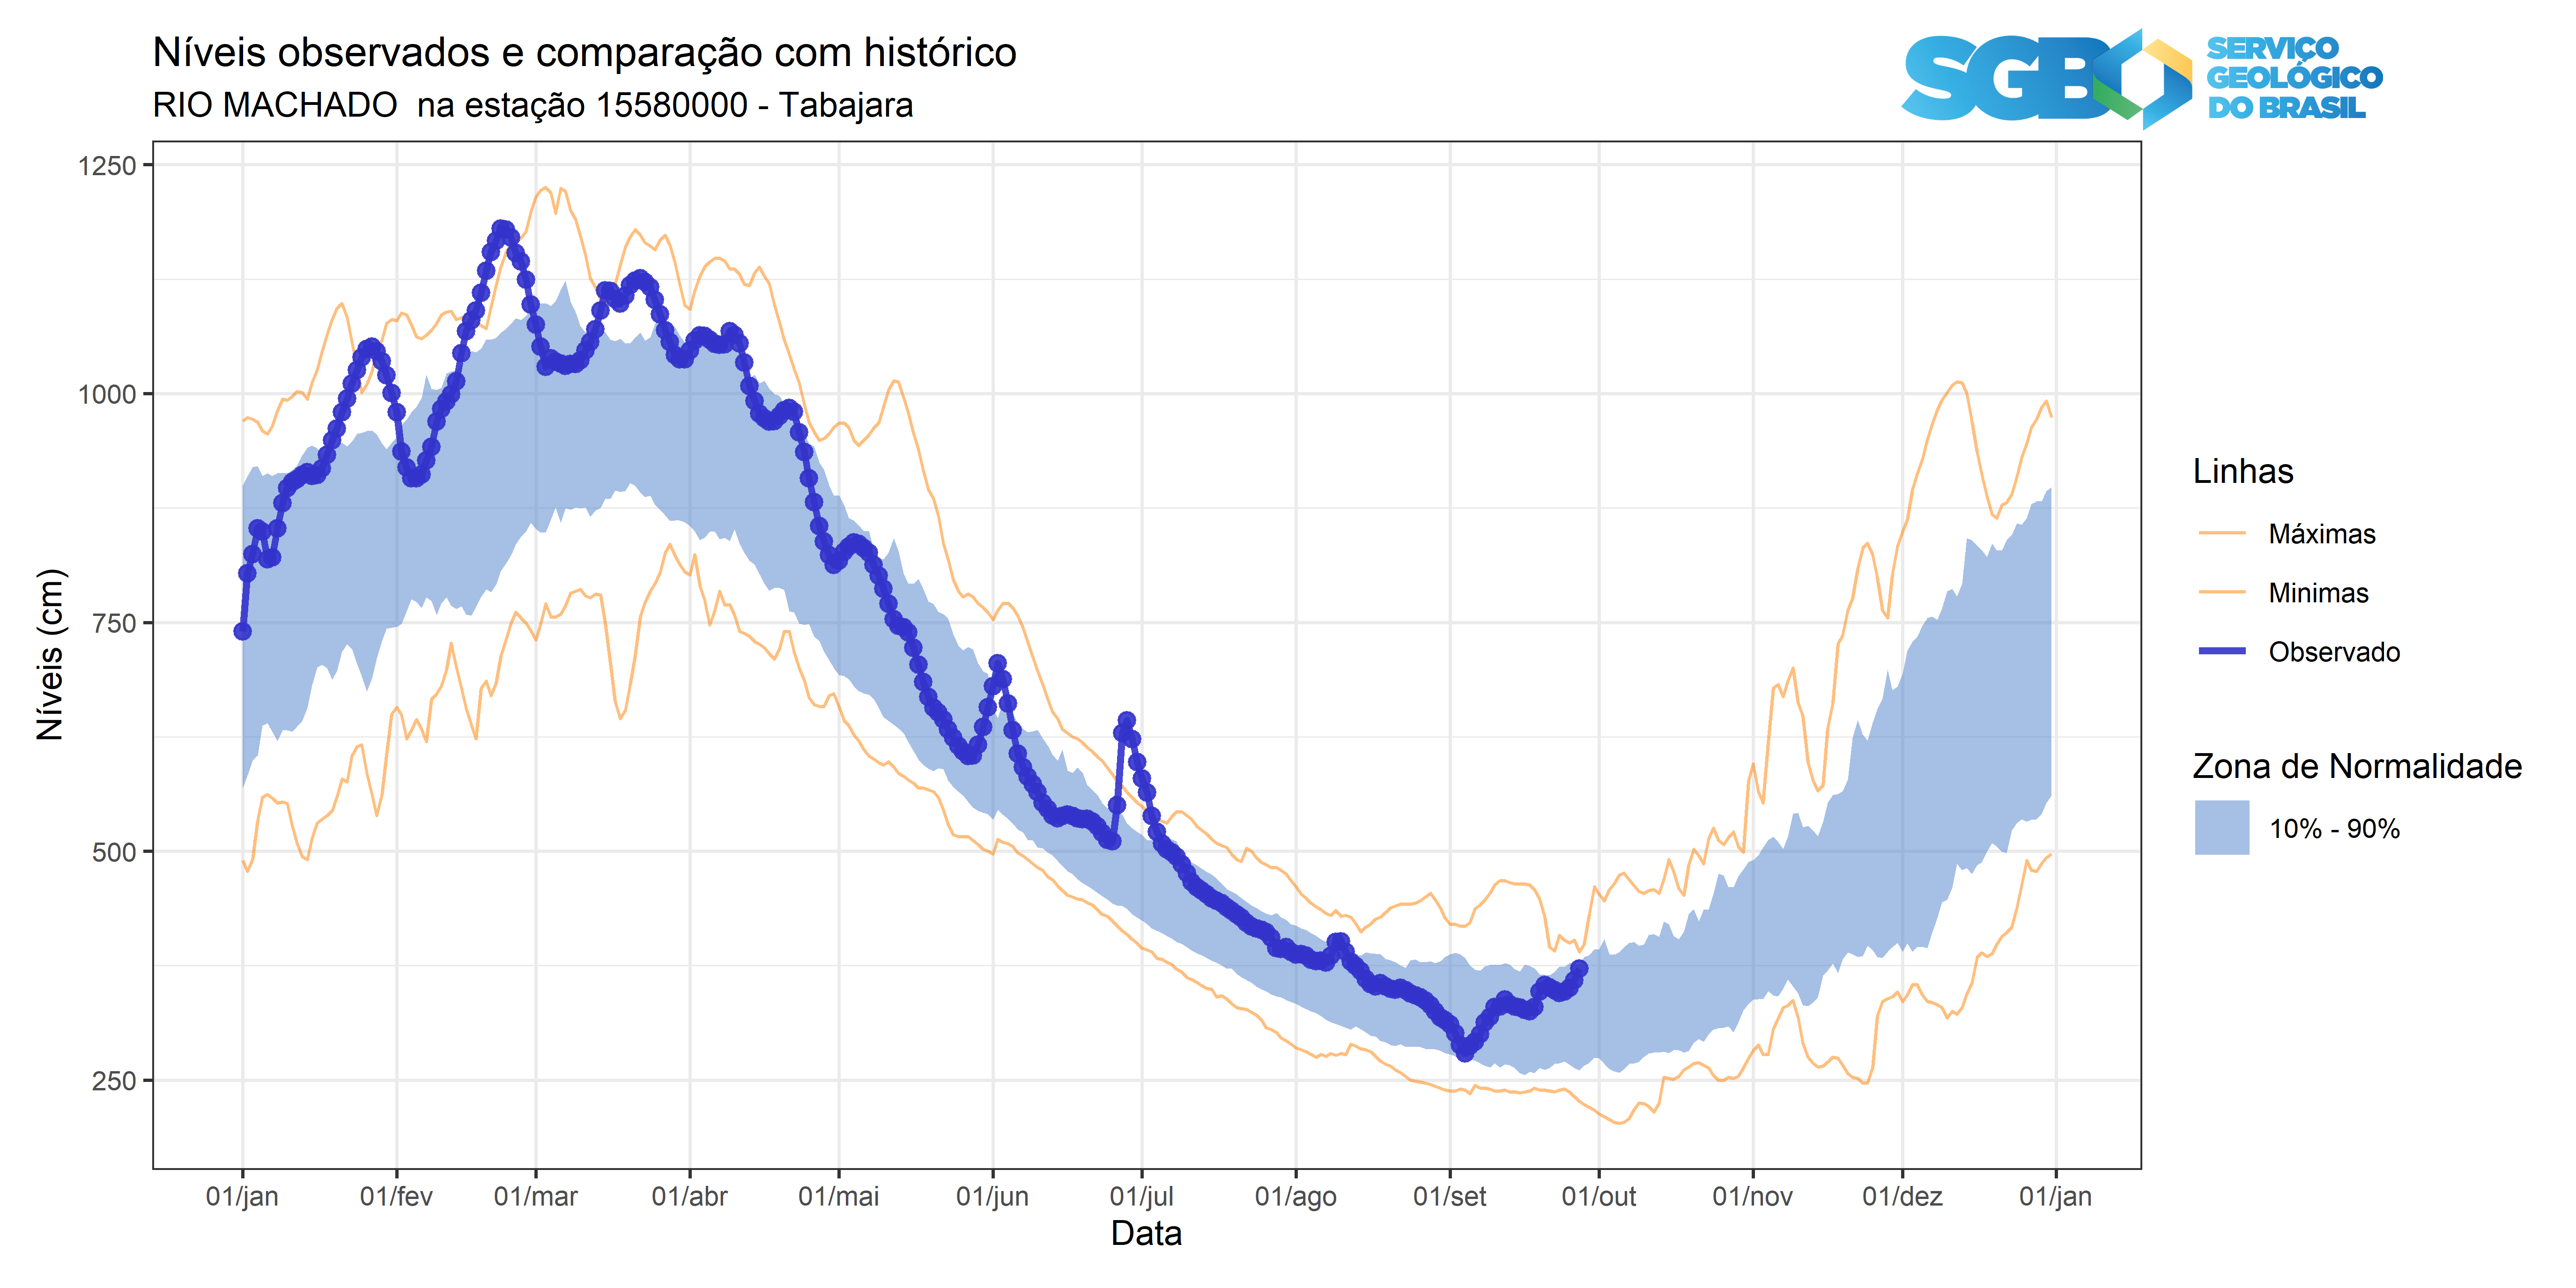 Níveis observados e comparação com histórico
RIO MACHADO  na estação 15580000 - Tabajara
SGB
SERVIÇO
GEOLÓGICO
DO BRASIL
Níveis (cm)
1250
1000
750
500
250
01/jan
01/fev
01/mar
01/abr
01/mai
01/jun
01/jul
01/ago
01/set
01/out
01/nov
01/dez
01/jan
Data
Linhas
Máximas
Minimas
Observado
Zona de Normalidade
10% - 90%